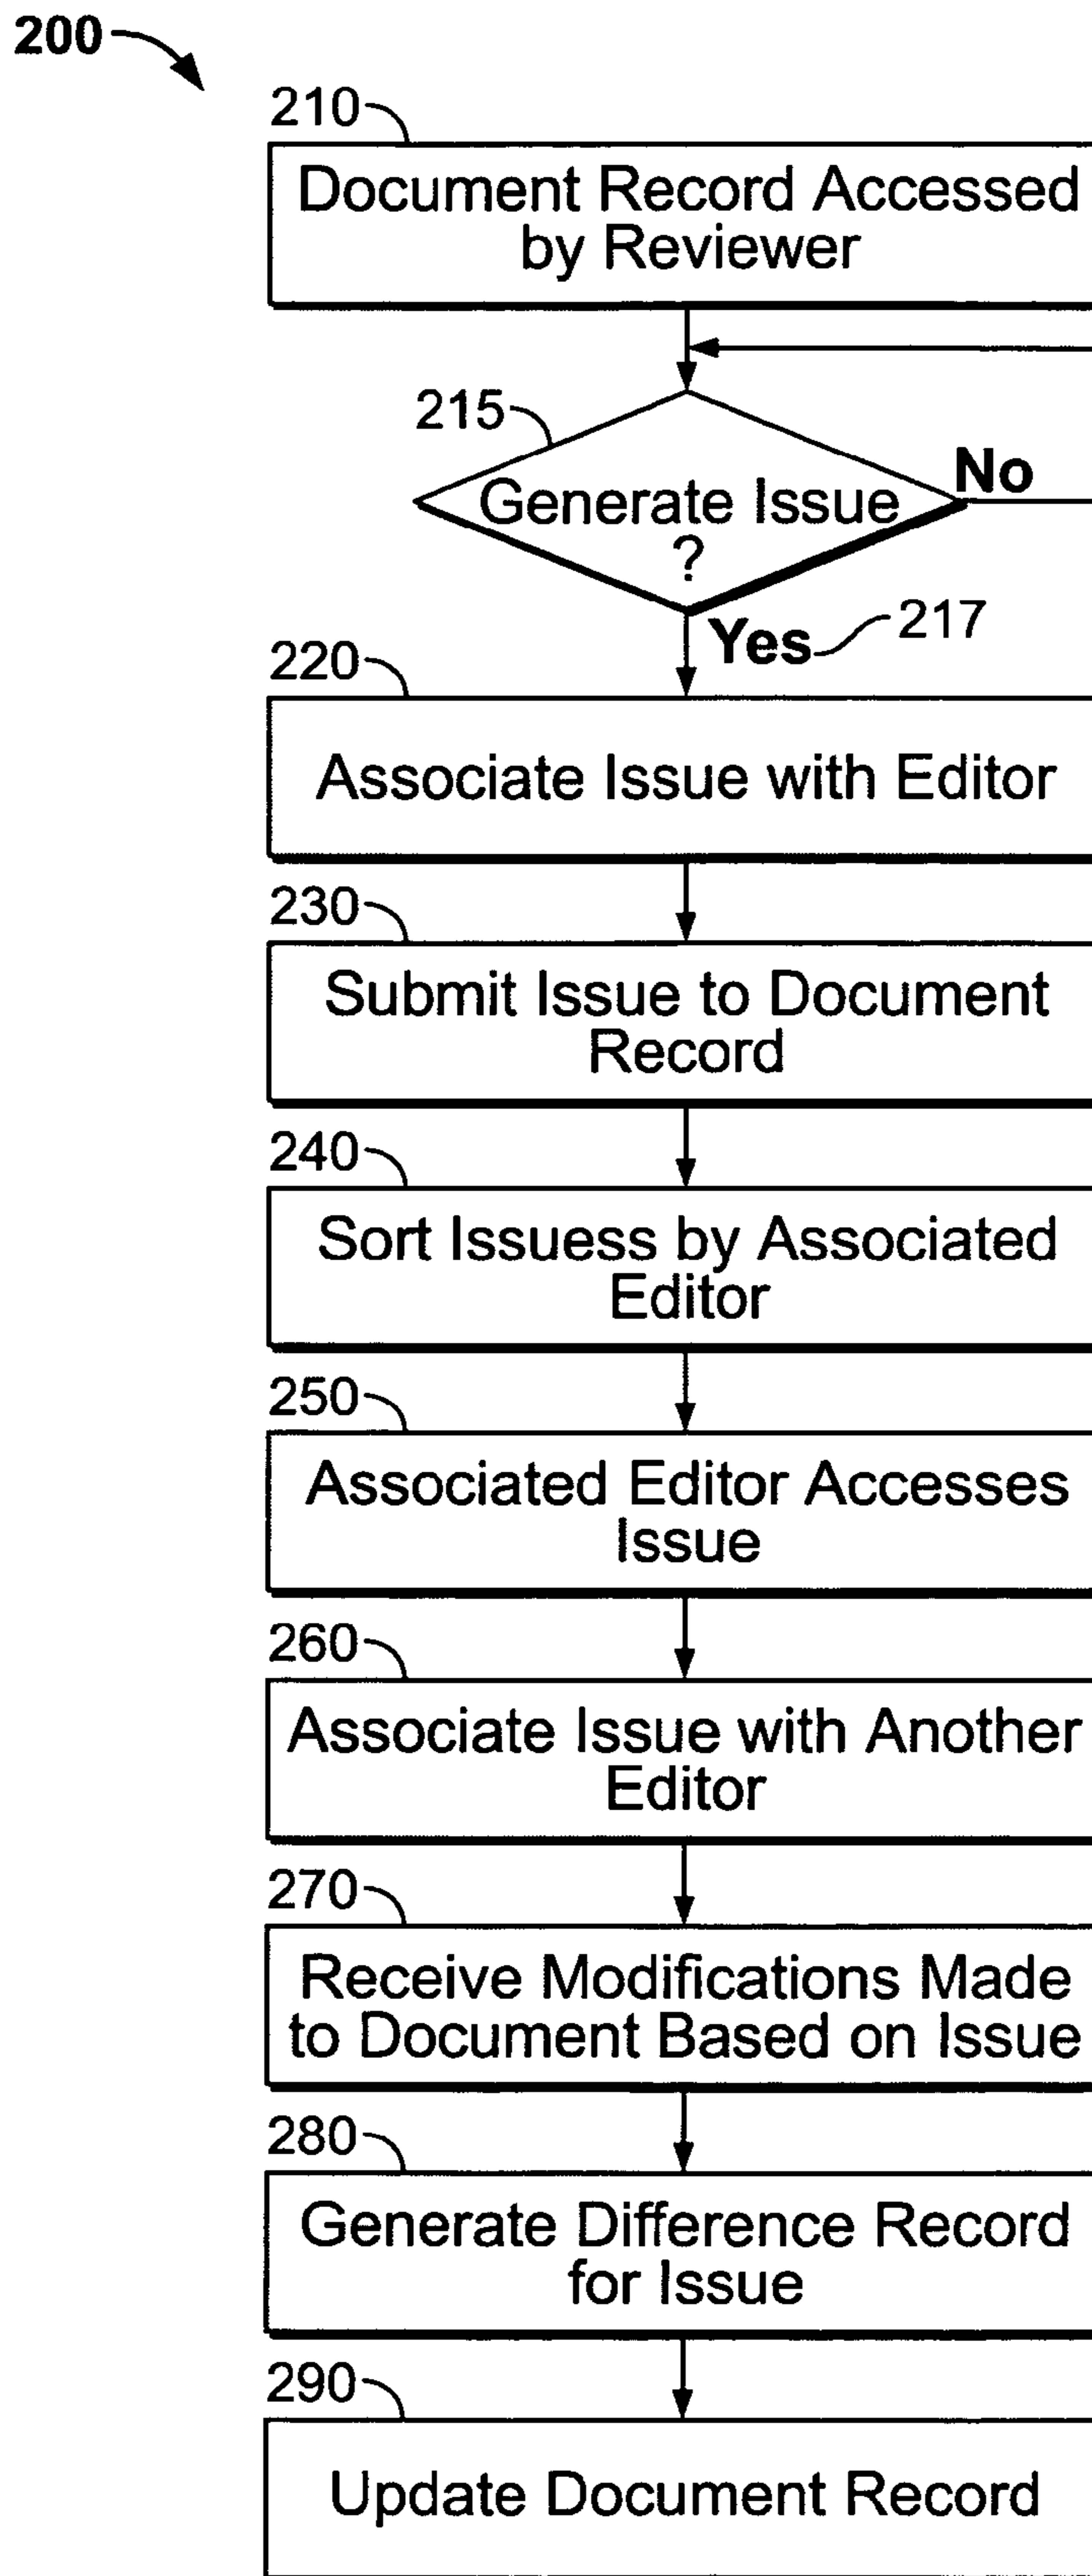 200
210
Document Record Accessed
by Reviewer
215
Generate Issue
?
No
Yes
217
220
Associate Issue with Editor
230
Submit Issue to Document
Record
240
Sort Issuess by Associated
Editor
250
Associated Editor Accesses
Issue
260
Associate Issue with Another
Editor
270
Receive Modifications Made
to Document Based on Issue
280
Generate Difference Record
for Issue
290
Update Document Record